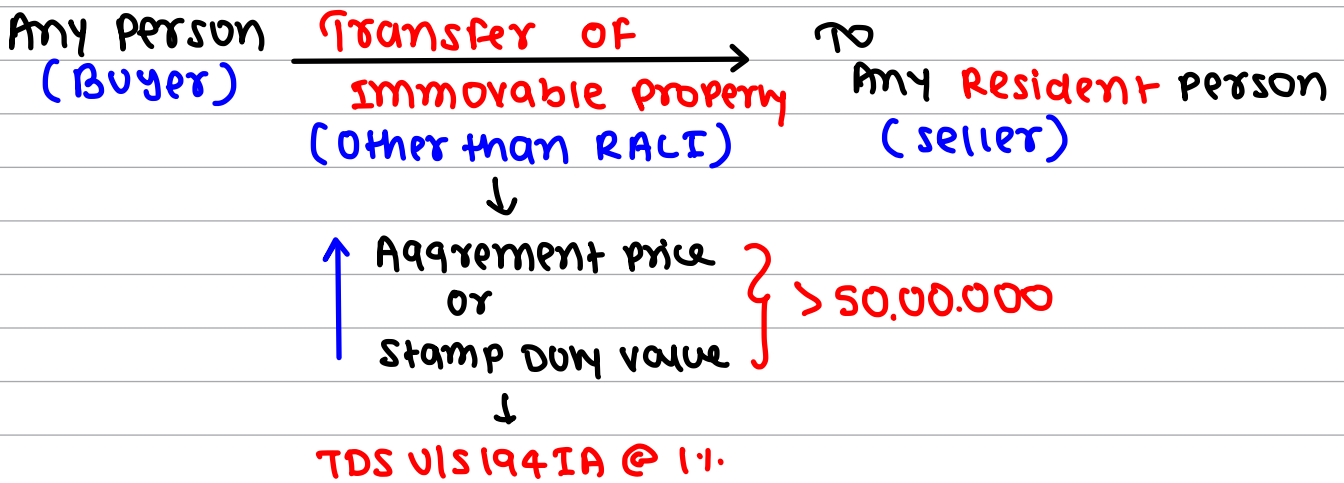 Any Person Transfer of To
(Buyer) Immovable Property Any Resident Person
(Other than RALI) (seller)
Aggrement price
or > 50,00,000
Stamp Duty value
TDS U/S 194IA @ 1%